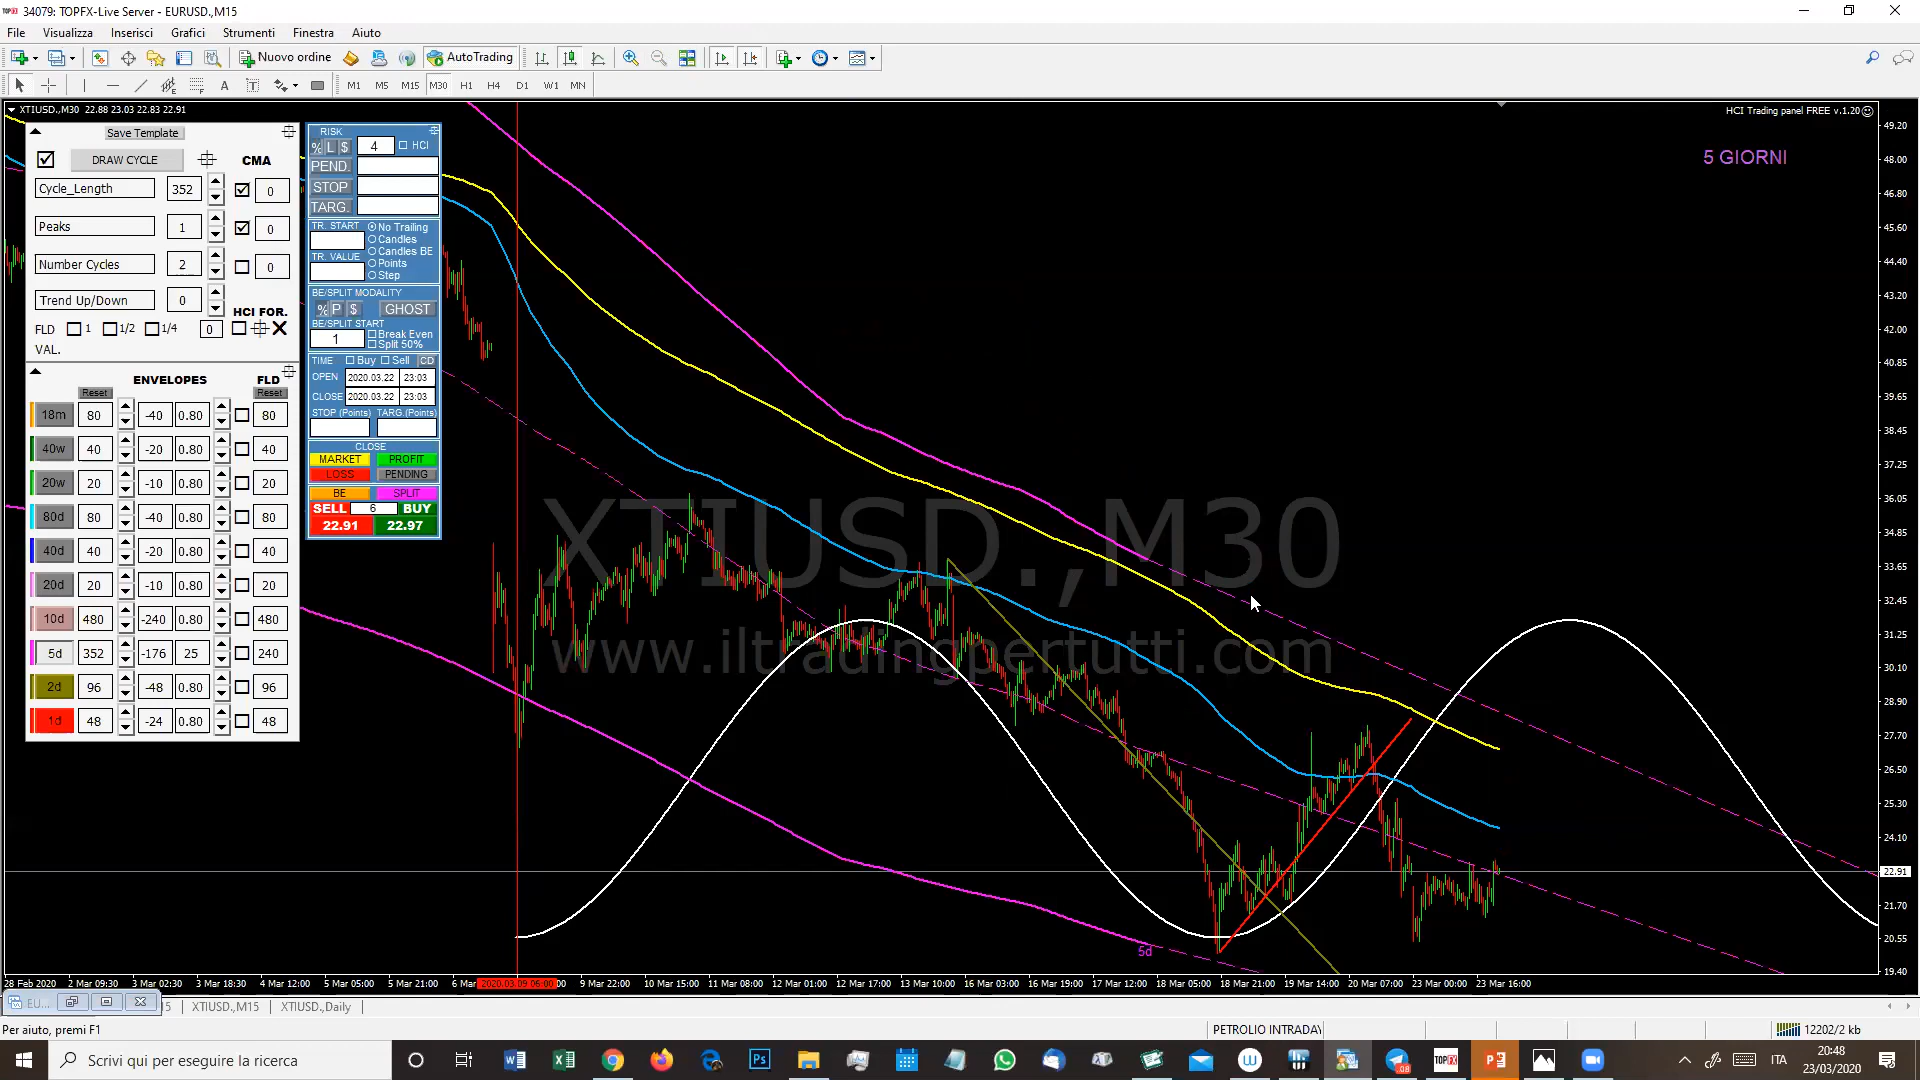 34079: TOPFX-Live Server - EURUSD.,M15
File Visualizza Inserisci Grafici Strumenti Finestra Aiuto
Nuovo ordine AutoTrading
A T M1 M5 M15 M30 H1 H4 D1 W1 MN
XTIUSD.,M30 22.88 23.03 22.83 22.91
HCI Trading panel FREE v.1.20
5 GIORNI
Save Template
DRAW CYCLE CMA
Cycle_Length 352 0
Peaks 1 0
Number Cycles 2 0
Trend Up/Down 0
HCI FOR.
FLD 1 1/2 1/4 0
VAL.
ENVELOPES FLD
Reset Reset
18m 80 -40 0.80 80
40w 40 -20 0.80 40
20w 20 -10 0.80 20
80d 80 -40 0.80 80
40d 40 -20 0.80 40
20d 20 -10 0.80 20
10d 480 -240 0.80 480
5d 352 -176 25 240
2d 96 -48 0.80 96
1d 48 -24 0.80 48
RISK
% L $ 4 HCI
PEND.
STOP
TARG.
TR. START No Trailing
Candles
TR. VALUE Candles BE
Points
Step
BE/SPLIT MODALITY
% P $ GHOST
BE/SPLIT START
1 Break Even
Split 50%
TIME Buy Sell CD
OPEN 2020.03.22 23:03
CLOSE 2020.03.22 23:03
STOP (Points) TARG.(Points)
CLOSE
MARKET PROFIT
LOSS PENDING
BE SPLIT
SELL 6 BUY
22.91 22.97
XTIUSD.,M30
www.iltradingpertutti.com
5d
49.20
48.00
46.80
45.60
44.40
43.20
42.00
40.85
39.65
38.45
37.25
36.05
34.85
33.65
32.45
31.25
30.10
28.90
27.70
26.50
25.30
24.10
22.91
21.70
20.55
19.40
28 Feb 2020 2 Mar 09:30 3 Mar 02:30 3 Mar 18:30 4 Mar 12:00 5 Mar 05:00 5 Mar 21:00 6 Mar 2020.03.09 06:00 9 Mar 22:00 10 Mar 15:00 11 Mar 08:00 12 Mar 01:00 12 Mar 17:00 13 Mar 10:00 16 Mar 03:00 16 Mar 19:00 17 Mar 12:00 18 Mar 05:00 18 Mar 21:00 19 Mar 14:00 20 Mar 07:00 23 Mar 00:00 23 Mar 16:00
EU... 15 XTIUSD.,M15 XTIUSD.,Daily
Per aiuto, premi F1
PETROLIO INTRADAY
12202/2 kb
Scrivi qui per eseguire la ricerca
ITA
20:48
23/03/2020